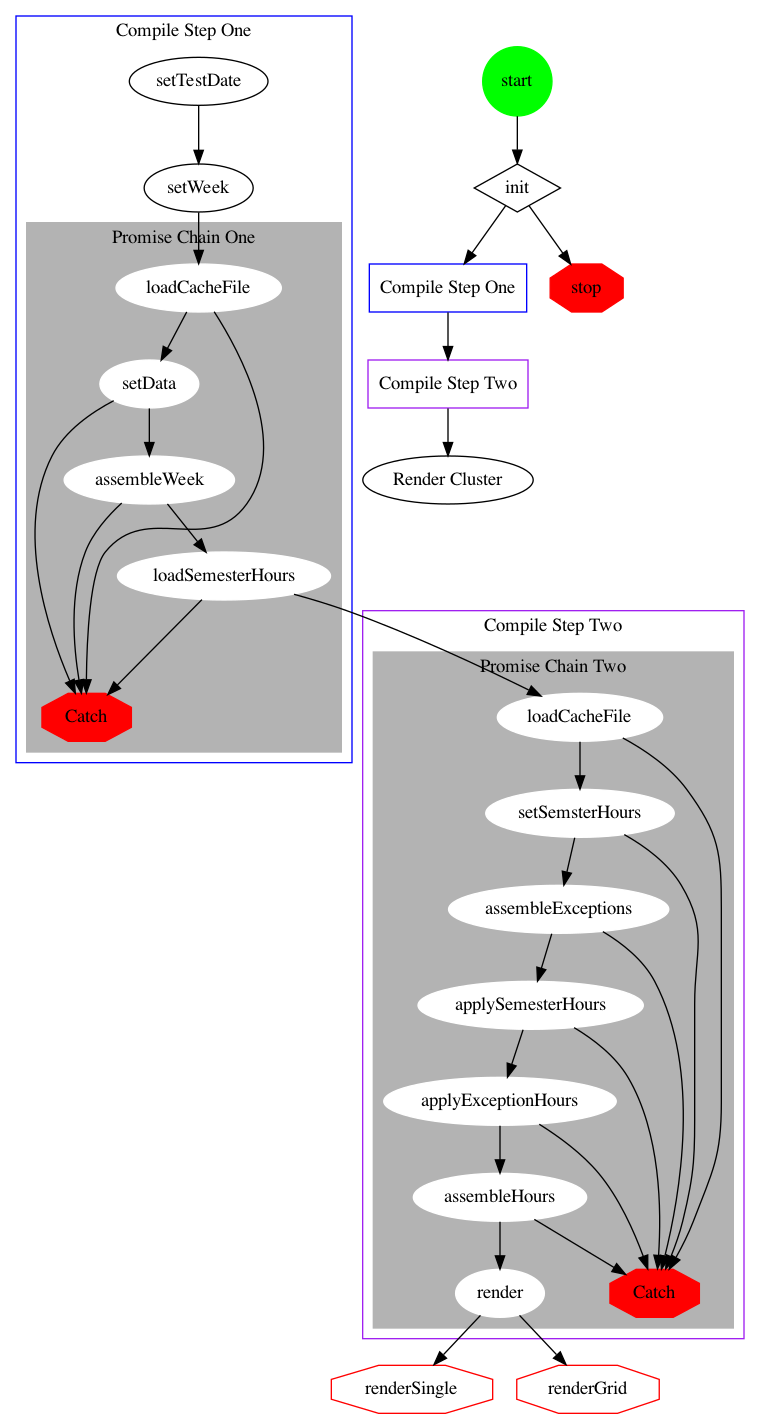 Compile Step One
setTestDate
setWeek
Promise Chain One
loadCacheFile
setData
assembleWeek
loadSemesterHours
Catch
start
init
Compile Step One
stop
Compile Step Two
Render Cluster
Compile Step Two
Promise Chain Two
loadCacheFile
setSemsterHours
assembleExceptions
applySemesterHours
applyExceptionHours
assembleHours
render
Catch
renderSingle
renderGrid